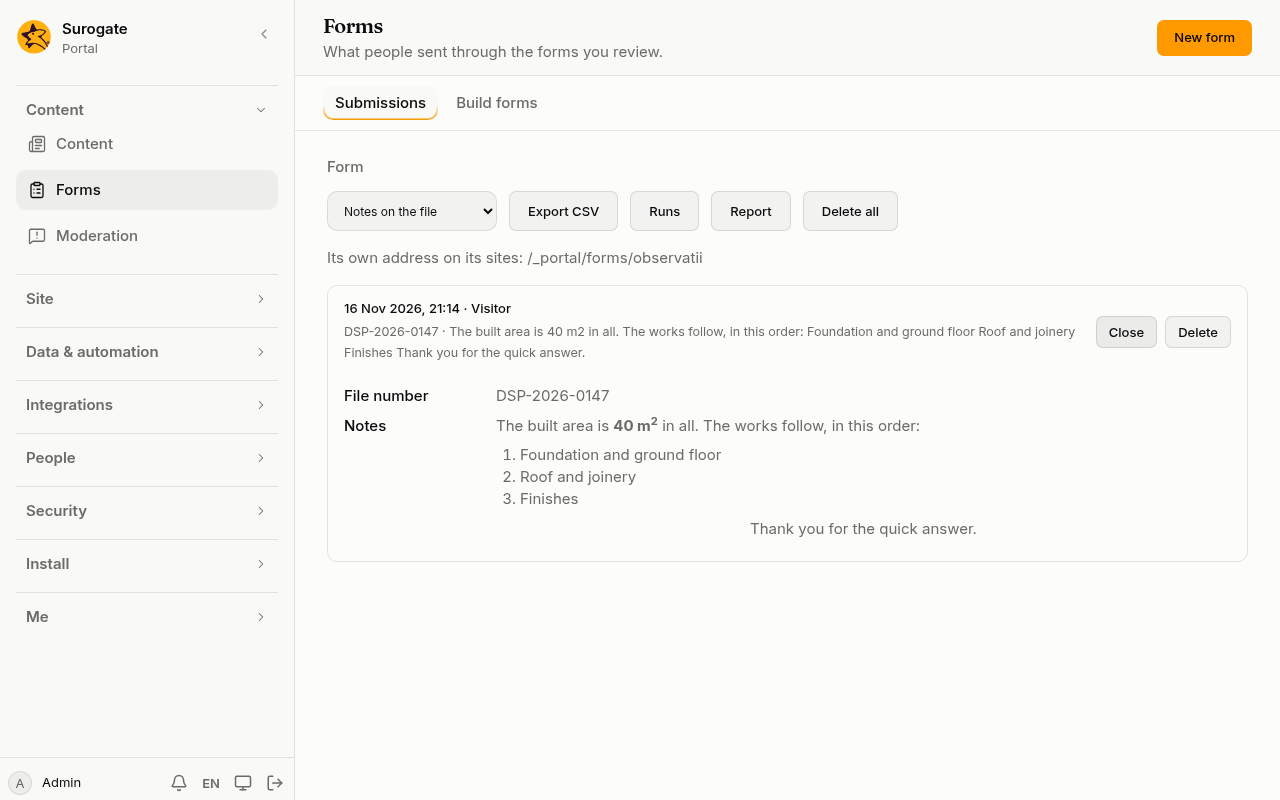 Surogate
Portal
Content
Content
Forms
Moderation
Site
Data & automation
Integrations
People
Security
Install
Me
A Admin EN
Forms
What people sent through the forms you review.
New form
Submissions Build forms
Form
Notes on the file Export CSV Runs Report Delete all
Its own address on its sites: /_portal/forms/observatii
16 Nov 2026, 21:14 · Visitor
DSP-2026-0147 · The built area is 40 m2 in all. The works follow, in this order: Foundation and ground floor Roof and joinery
Finishes Thank you for the quick answer.
Close Delete
File number DSP-2026-0147
Notes The built area is 40 m² in all. The works follow, in this order:
1. Foundation and ground floor
2. Roof and joinery
3. Finishes
Thank you for the quick answer.